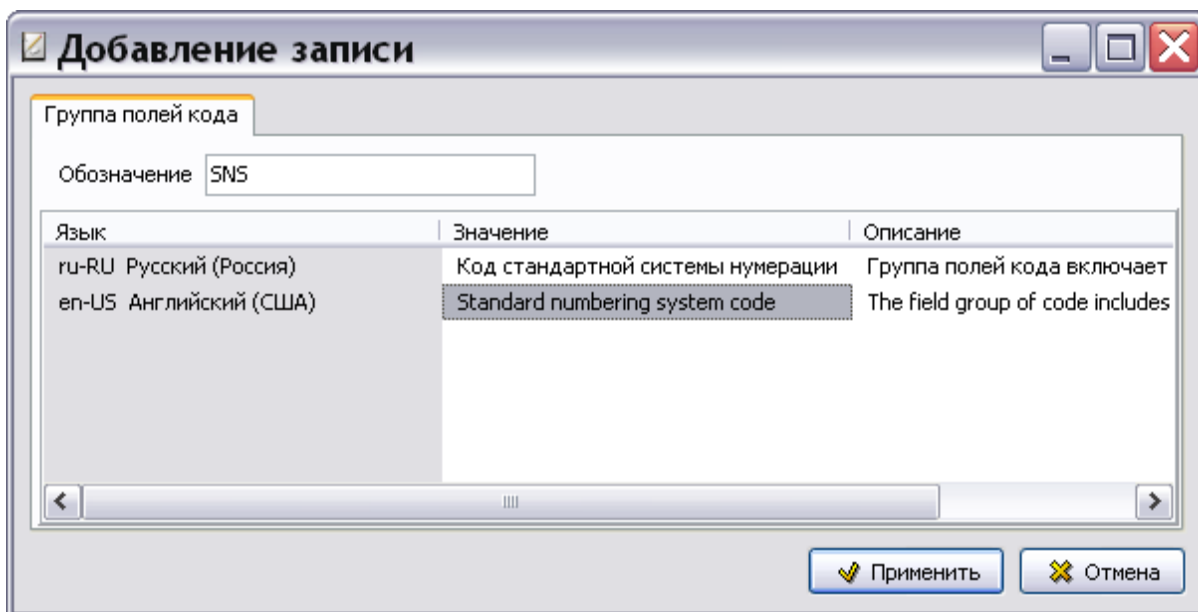 Добавление записи
Группа полей кода
Обозначение SNS
Язык Значение Описание
ru-RU Русский (Россия) Код стандартной системы нумерации Группа полей кода включает
en-US Английский (США) Standard numbering system code The field group of code includes
Применить Отмена